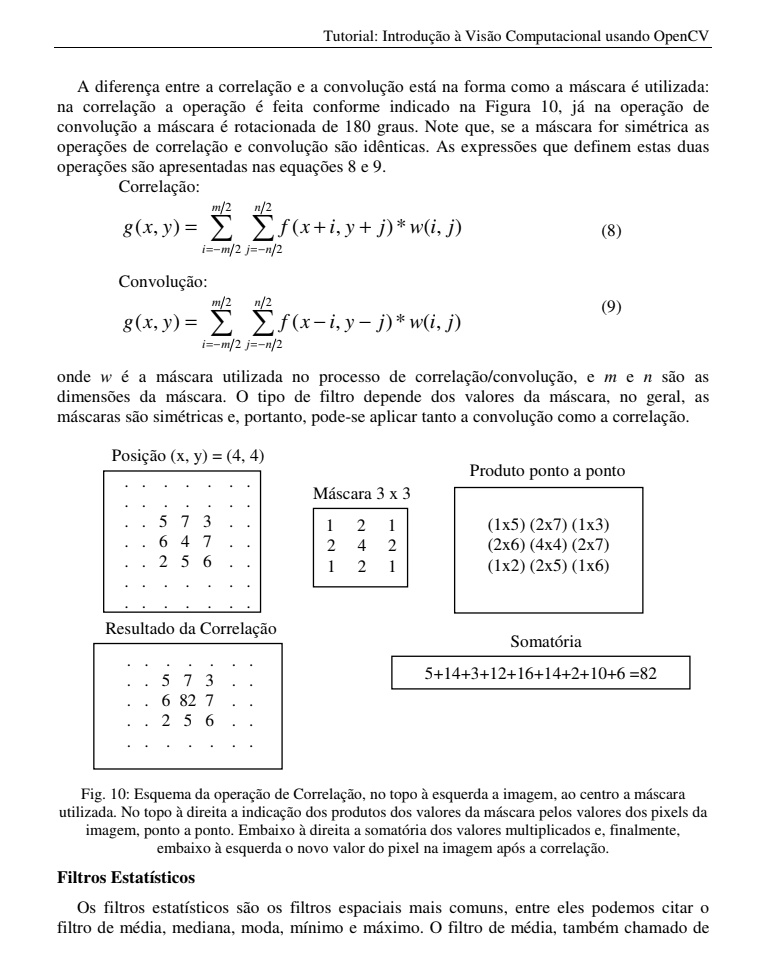 Tutorial: Introdução à Visão Computacional usando OpenCV
A diferença entre a correlação e a convolução está na forma como a máscara é utilizada:
na correlação a operação é feita conforme indicado na Figura 10, já na operação de
convolução a máscara é rotacionada de 180 graus. Note que, se a máscara for simétrica as
operações de correlação e convolução são idênticas. As expressões que definem estas duas
operações são apresentadas nas equações 8 e 9.
Correlação:
g(x, y) = ∑_{i=−m/2}^{m/2} ∑_{j=−n/2}^{n/2} f(x+i, y+j)*w(i, j) (8)
Convolução:
g(x, y) = ∑_{i=−m/2}^{m/2} ∑_{j=−n/2}^{n/2} f(x−i, y−j)*w(i, j) (9)
onde w é a máscara utilizada no processo de correlação/convolução, e m e n são as
dimensões da máscara. O tipo de filtro depende dos valores da máscara, no geral, as
máscaras são simétricas e, portanto, pode-se aplicar tanto a convolução como a correlação.
Posição (x, y) = (4, 4)
. . . . . . .
. . . . . . .
. . 5 7 3 . .
. . 6 4 7 . .
. . 2 5 6 . .
. . . . . . .
. . . . . . .
Máscara 3 x 3
1 2 1
2 4 2
1 2 1
Produto ponto a ponto
(1x5) (2x7) (1x3)
(2x6) (4x4) (2x7)
(1x2) (2x5) (1x6)
Resultado da Correlação
. . . . . . .
. . 5 7 3 . .
. . 6 82 7 . .
. . 2 5 6 . .
. . . . . . .
Somatória
5+14+3+12+16+14+2+10+6 =82
Fig. 10: Esquema da operação de Correlação, no topo à esquerda a imagem, ao centro a máscara
utilizada. No topo à direita a indicação dos produtos dos valores da máscara pelos valores dos pixels da
imagem, ponto a ponto. Embaixo à direita a somatória dos valores multiplicados e, finalmente,
embaixo à esquerda o novo valor do pixel na imagem após a correlação.
Filtros Estatísticos
Os filtros estatísticos são os filtros espaciais mais comuns, entre eles podemos citar o
filtro de média, mediana, moda, mínimo e máximo. O filtro de média, também chamado de